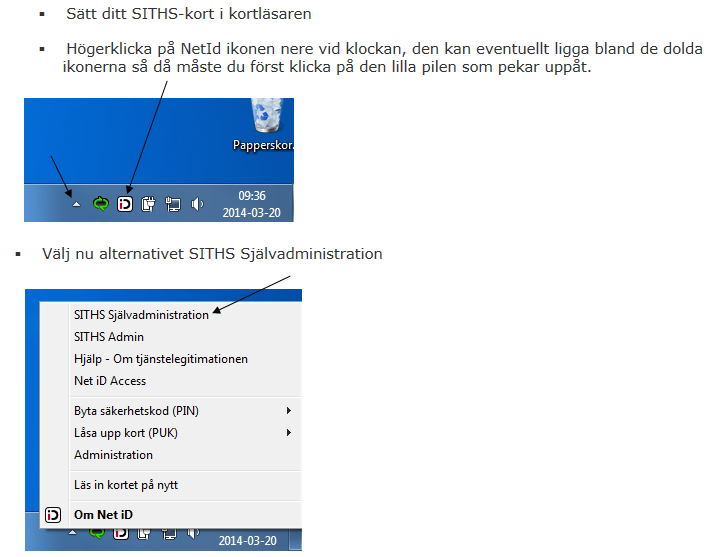 ▪ Sätt ditt SITHS-kort i kortläsaren
▪ Högerklicka på NetId ikonen nere vid klockan, den kan eventuellt ligga bland de dolda
ikonerna så då måste du först klicka på den lilla pilen som pekar uppåt.
Papperskor
09:36
2014-03-20
▪ Välj nu alternativet SITHS Självadministration
SITHS Självadministration
SITHS Admin
Hjälp - Om tjänstelegitimationen
Net iD Access
Byta säkerhetskod (PIN)
Låsa upp kort (PUK)
Administration
Läs in kortet på nytt
Om Net iD
2014-03-20